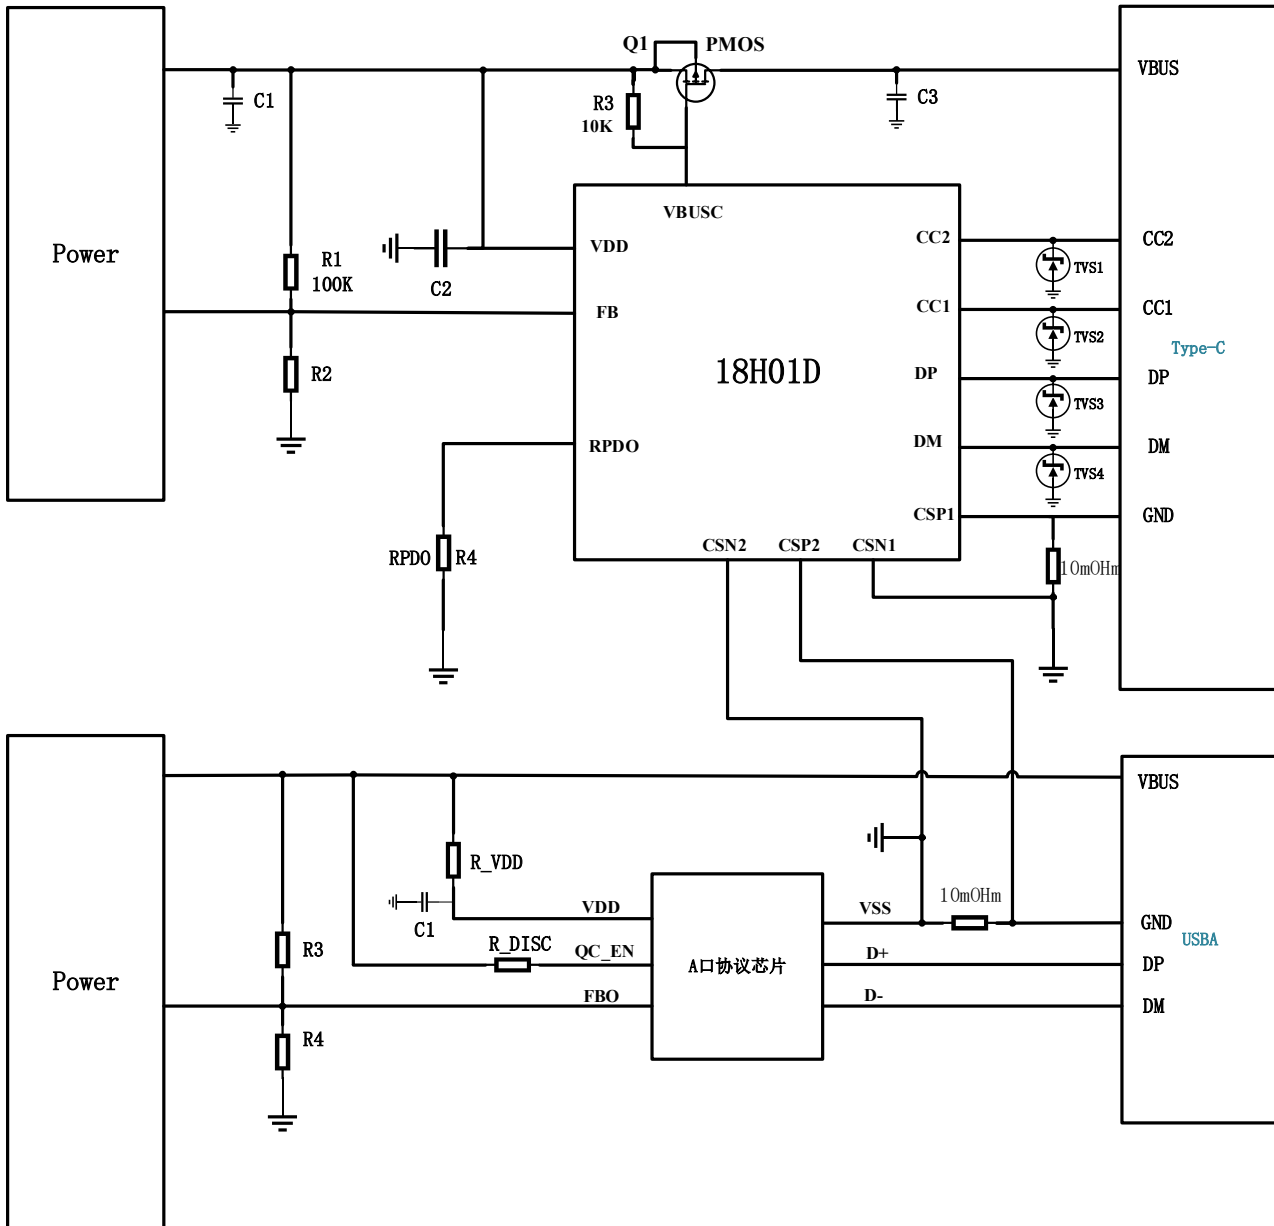 Q1
PMOS
VBUS
C1
R3
10K
C3
VBUSC
Power
VDD
CC2
CC2
R1
100K
C2
TVS1
FB
CC1
CC1
TVS2
Type-C
R2
18H01D
DP
DP
TVS3
RPDO
DM
DM
TVS4
CSP1
GND
CSN2
CSP2
CSN1
RPDO
R4
10mOHm
VBUS
R_VDD
10mOHm
VDD
VSS
C1
GND
USBA
R3
R_DISC
QC_EN
A口协议芯片
D+
DP
Power
FBO
D-
DM
R4